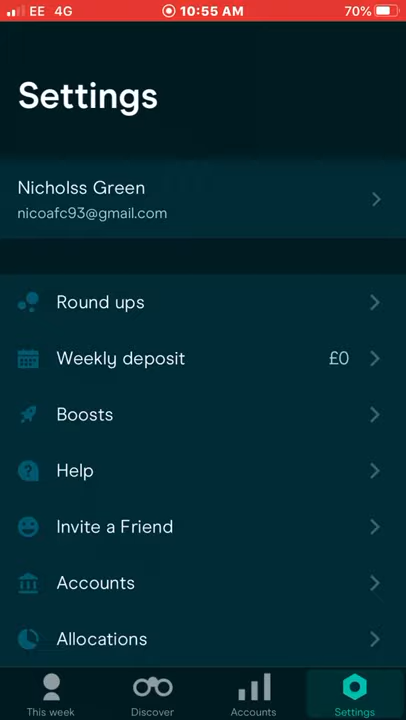 EE 4G 10:55 AM 70%
Settings
Nicholss Green
nicoafc93@gmail.com
Round ups
Weekly deposit £0
Boosts
Help
Invite a Friend
Accounts
Allocations
This week Discover Accounts Settings